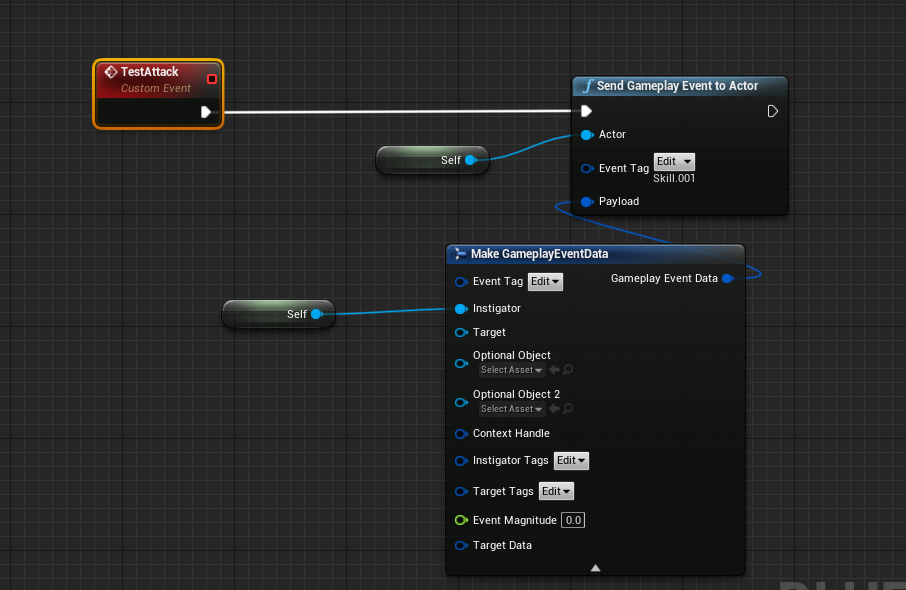 TestAttack
Custom Event
Send Gameplay Event to Actor
Actor
Self
Event Tag Edit
Skill.001
Payload
Make GameplayEventData
Event Tag Edit
Gameplay Event Data
Self
Instigator
Target
Optional Object
Select Asset
Optional Object 2
Select Asset
Context Handle
Instigator Tags Edit
Target Tags Edit
Event Magnitude 0.0
Target Data